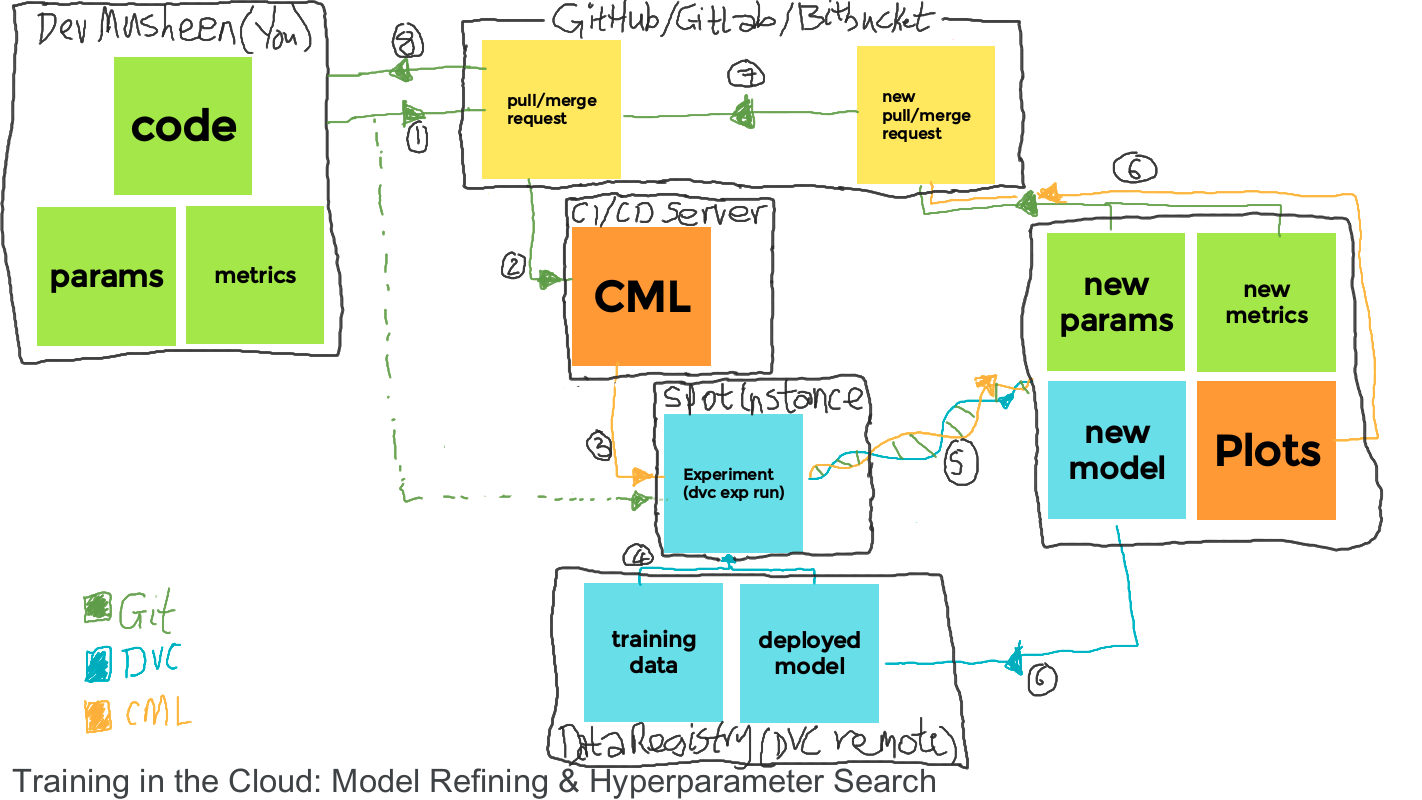 Dev Musheen (You)
code
params
metrics
GitHub/GitLab/Bitbucket
pull/merge
request
new
pull/merge
request
8
1
7
6
CI/CD Server
CML
2
Spot instance
Experiment
(dvc exp run)
3
4
5
new
params
new
metrics
new
model
Plots
training
data
deployed
model
6
Data Registry (DVC remote)
Git
DVC
CML
Training in the Cloud: Model Refining & Hyperparameter Search